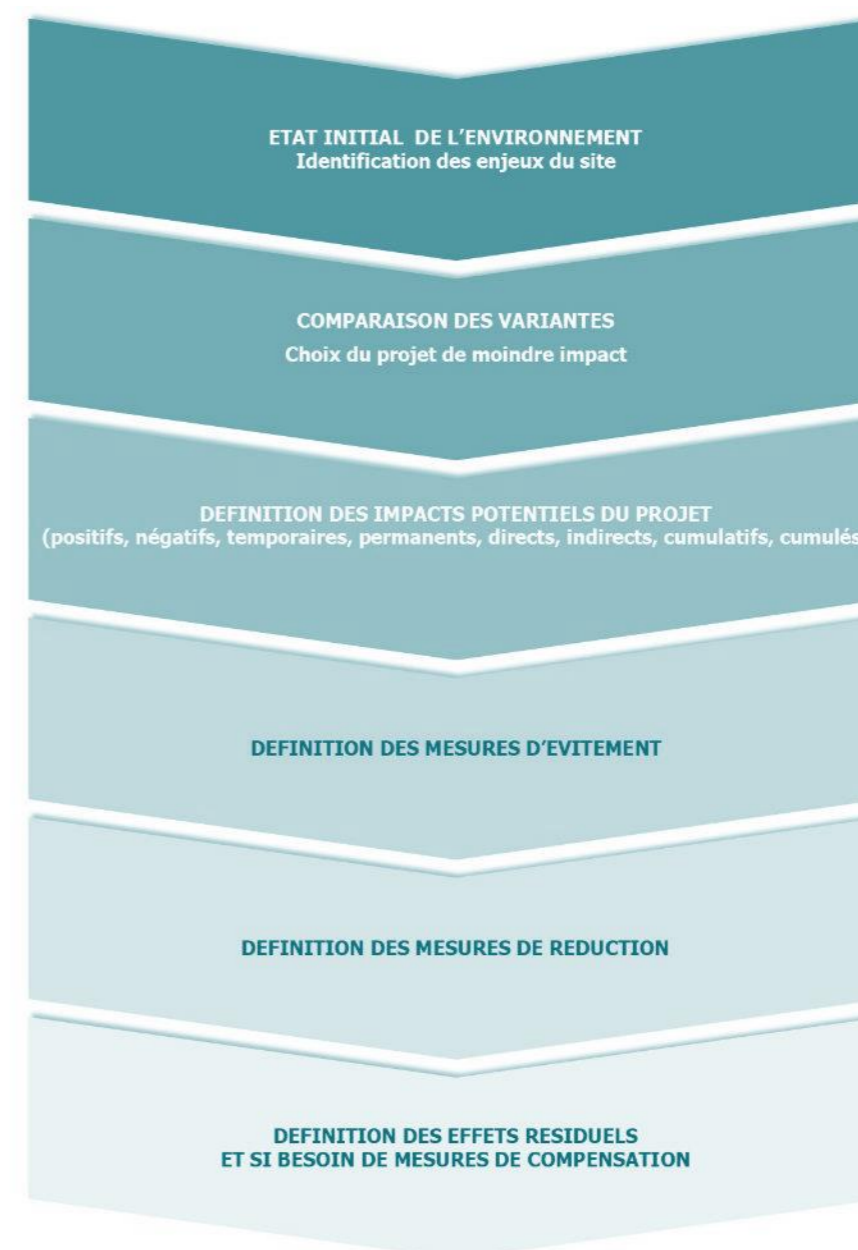 ETAT INITIAL DE L'ENVIRONNEMENT
Identification des enjeux du site
COMPARAISON DES VARIANTES
Choix du projet de moindre impact
DEFINITION DES IMPACTS POTENTIELS DU PROJET
(positifs, négatifs, temporaires, permanents, directs, indirects, cumulatifs, cumulés
DEFINITION DES MESURES D'EVITEMENT
DEFINITION DES MESURES DE REDUCTION
DEFINITION DES EFFETS RESIDUELS
ET SI BESOIN DE MESURES DE COMPENSATION